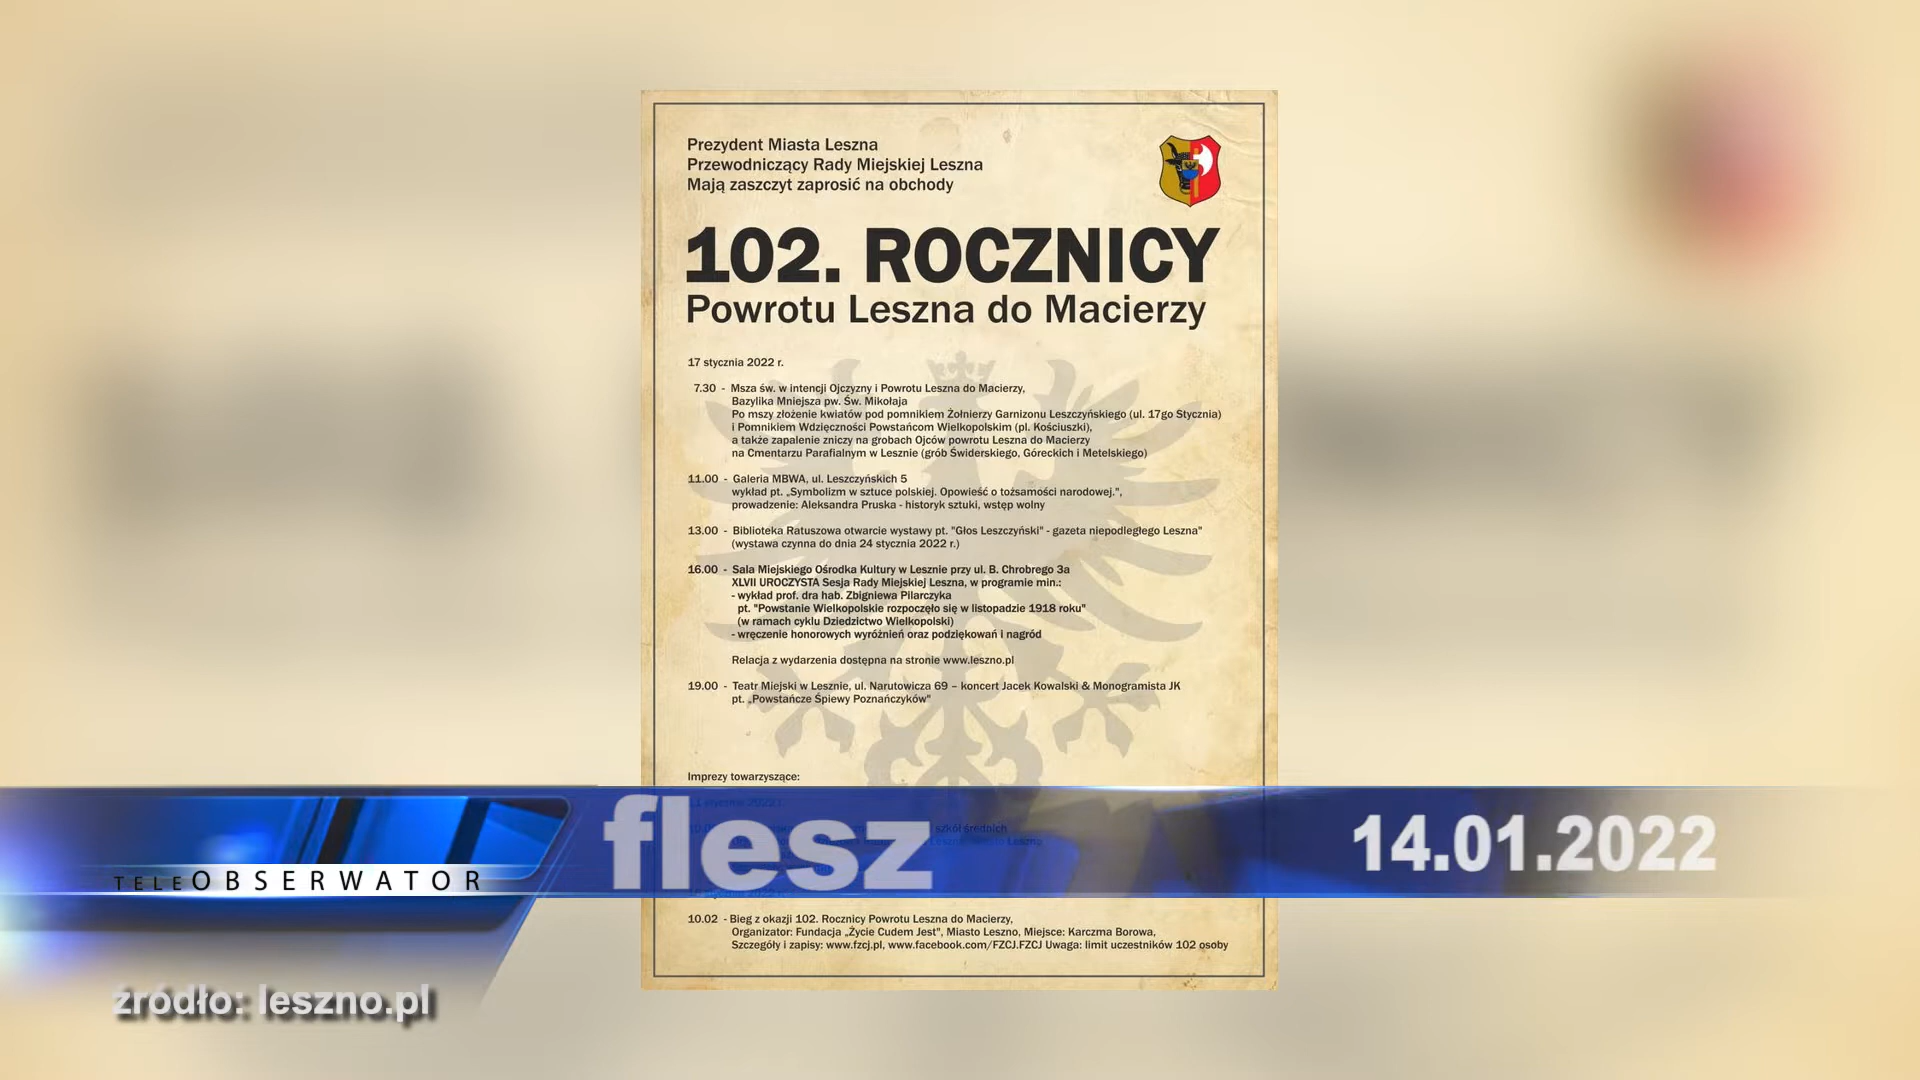 Prezydent Miasta Leszna
Przewodniczący Rady Miejskiej Leszna
Mają zaszczyt zaprosić na obchody
102. ROCZNICY
Powrotu Leszna do Macierzy
17 stycznia 2022 r.
7.30 - Msza św. w intencji Ojczyzny i Powrotu Leszna do Macierzy,
Bazylika Mniejsza pw. Św. Mikołaja
Po mszy złożenie kwiatów pod pomnikiem Żołnierzy Garnizonu Leszczyńskiego (ul. 17go Stycznia)
i Pomnikiem Wdzięczności Powstańcom Wielkopolskim (pl. Kościuszki),
a także zapalenie zniczy na grobach Ojców powrotu Leszna do Macierzy
na Cmentarzu Parafialnym w Lesznie (grób Świderskiego, Góreckich i Metelskiego)
11.00 - Galeria MBWA, ul. Leszczyńskich 5
wykład pt. „Symbolizm w sztuce polskiej. Opowieść o tożsamości narodowej.",
prowadzenie: Aleksandra Pruska - historyk sztuki, wstęp wolny
13.00 - Biblioteka Ratuszowa otwarcie wystawy pt. "Głos Leszczyński" - gazeta niepodległego Leszna"
(wystawa czynna do dnia 24 stycznia 2022 r.)
16.00 - Sala Miejskiego Ośrodka Kultury w Lesznie przy ul. B. Chrobrego 3a
XLVII UROCZYSTA Sesja Rady Miejskiej Leszna, w programie min.:
- wykład prof. dra hab. Zbigniewa Pilarczyka
pt. "Powstanie Wielkopolskie rozpoczęło się w listopadzie 1918 roku"
(w ramach cyklu Dziedzictwo Wielkopolski)
- wręczenie honorowych wyróżnień oraz podziękowań i nagród
Relacja z wydarzenia dostępna na stronie www.leszno.pl
19.00 - Teatr Miejski w Lesznie, ul. Narutowicza 69 – koncert Jacek Kowalski & Monogramista JK
pt. „Powstańcze Śpiewy Poznańczyków"
Imprezy towarzyszące:
szkół średnich
flesz
14.01.2022
TELEOBSERWATOR
10.02 - Bieg z okazji 102. Rocznicy Powrotu Leszna do Macierzy,
Organizator: Fundacja „Życie Cudem Jest", Miasto Leszno, Miejsce: Karczma Borowa,
Szczegóły i zapisy: www.fzcj.pl, www.facebook.com/FZCJ.FZCJ Uwaga: limit uczestników 102 osoby
źródło: leszno.pl